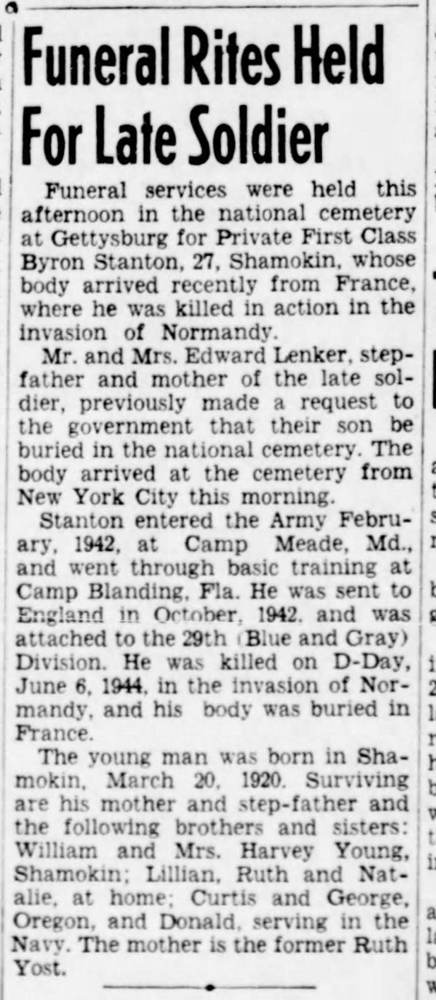 Funeral Rites Held
For Late Soldier
Funeral services were held this
afternoon in the national cemetery
at Gettysburg for Private First Class
Byron Stanton, 27, Shamokin, whose
body arrived recently from France,
where he was killed in action in the
invasion of Normandy.
Mr. and Mrs. Edward Lenker, step-
father and mother of the late sol-
dier, previously made a request to
the government that their son be
buried in the national cemetery. The
body arrived at the cemetery from
New York City this morning.
Stanton entered the Army Febru-
ary, 1942, at Camp Meade, Md.,
and went through basic training at
Camp Blanding, Fla. He was sent to
England in October, 1942, and was
attached to the 29th (Blue and Gray)
Division. He was killed on D-Day,
June 6, 1944, in the invasion of Nor-
mandy, and his body was buried in
France.
The young man was born in Sha-
mokin, March 20, 1920. Surviving
are his mother and step-father and
the following brothers and sisters:
William and Mrs. Harvey Young,
Shamokin; Lillian, Ruth and Nat-
alie, at home; Curtis and George,
Oregon, and Donald, serving in the
Navy. The mother is the former Ruth
Yost.